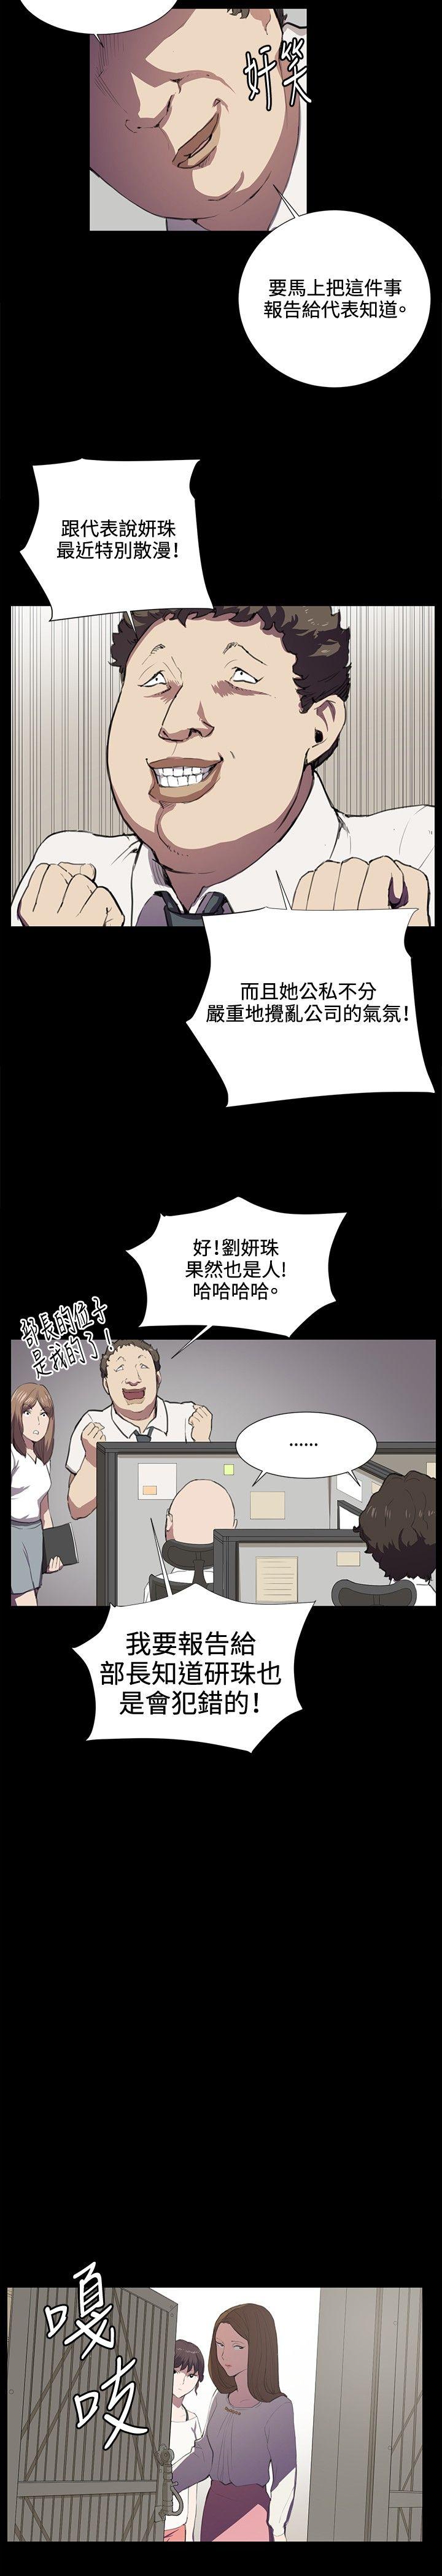 奸笑
要馬上把這件事
報告給代表知道。
跟代表說妍珠
最近特別散漫!
而且她公私不分
嚴重地攪亂公司的氣氛!
好!劉妍珠
果然也是人!
哈哈哈哈。
部長的位子
是我的了!
......
我要報告給
部長知道研珠也
是會犯錯的!
嘎吱